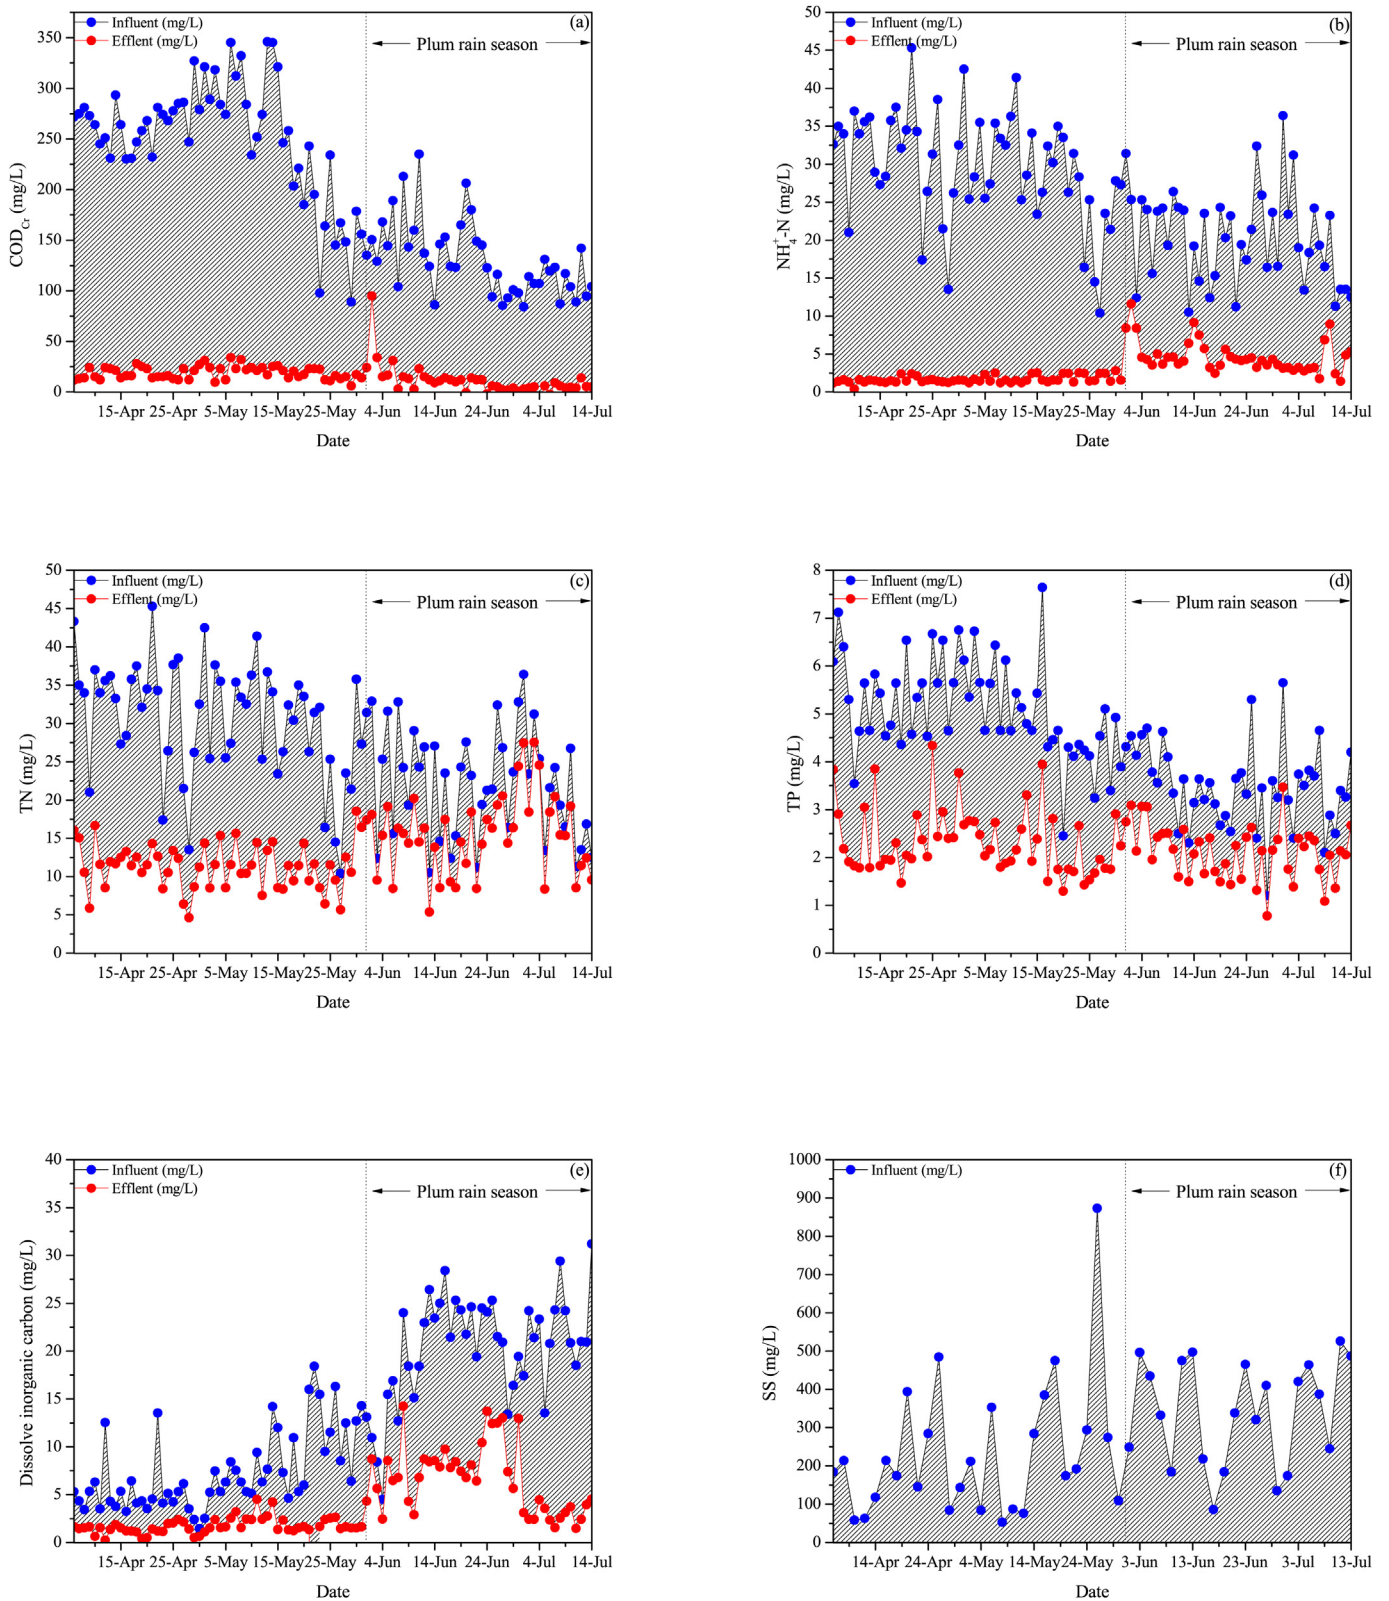 (a)
Influent (mg/L)
Efflent (mg/L)
Plum rain season
350
300
250
200
150
100
50
0
COD_Cr (mg/L)
15-Apr 25-Apr 5-May 15-May 25-May 4-Jun 14-Jun 24-Jun 4-Jul 14-Jul
Date
(b)
Influent (mg/L)
Efflent (mg/L)
Plum rain season
50
45
40
35
30
25
20
15
10
5
0
NH₄⁺-N (mg/L)
15-Apr 25-Apr 5-May 15-May 25-May 4-Jun 14-Jun 24-Jun 4-Jul 14-Jul
Date
(c)
Influent (mg/L)
Efflent (mg/L)
Plum rain season
50
45
40
35
30
25
20
15
10
5
0
TN (mg/L)
15-Apr 25-Apr 5-May 15-May 25-May 4-Jun 14-Jun 24-Jun 4-Jul 14-Jul
Date
(d)
Influent (mg/L)
Efflent (mg/L)
Plum rain season
8
7
6
5
4
3
2
1
0
TP (mg/L)
15-Apr 25-Apr 5-May 15-May 25-May 4-Jun 14-Jun 24-Jun 4-Jul 14-Jul
Date
(e)
Influent (mg/L)
Efflent (mg/L)
Plum rain season
40
35
30
25
20
15
10
5
0
Dissolve inorganic carbon (mg/L)
15-Apr 25-Apr 5-May 15-May 25-May 4-Jun 14-Jun 24-Jun 4-Jul 14-Jul
Date
(f)
Influent (mg/L)
Plum rain season
1000
900
800
700
600
500
400
300
200
100
0
SS (mg/L)
14-Apr 24-Apr 4-May 14-May 24-May 3-Jun 13-Jun 23-Jun 3-Jul 13-Jul
Date